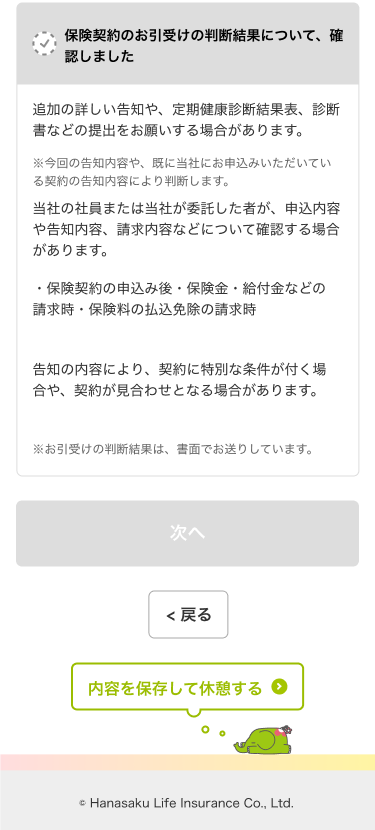 保険契約のお引受けの判断結果について、確
認しました
追加の詳しい告知や、定期健康診断結果表、診断
書などの提出をお願いする場合があります。
※今回の告知内容や、既に当社にお申込みいただいてい
る契約の告知内容により判断します。
当社の社員または当社が委託した者が、申込内容
や告知内容、請求内容などについて確認する場合
があります。
・保険契約の申込み後・保険金・給付金などの
請求時・保険料の払込免除の請求時
告知の内容により、契約に特別な条件が付く場
合や、契約が見合わせとなる場合があります。
※お引受けの判断結果は、書面でお送りしています。
次へ
< 戻る
内容を保存して休憩する
© Hanasaku Life Insurance Co., Ltd.